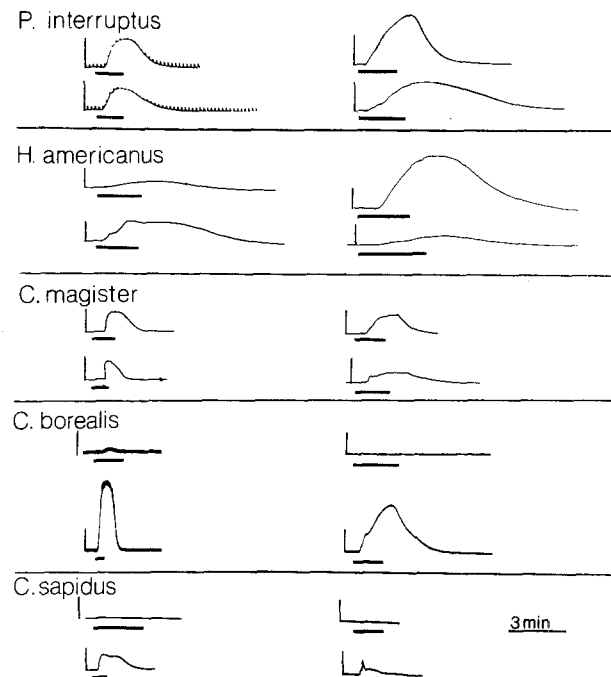 P. interruptus
H. americanus
C. magister
C. borealis
C. sapidus
3 min